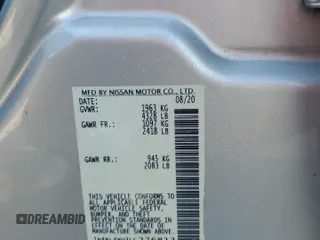 MFD BY NISSAN MOTOR CO., LTD.
DATE: 08/20
GVWR: 1963 KG
4328 LB
GAWR FR: 1097 KG
2418 LB
GAWR RR: 945 KG
2083 LB
THIS VEHICLE CONFORMS TO
ALL APPLICABLE FEDERAL
MOTOR VEHICLE SAFETY,
BUMPER, AND THEFT
PREVENTION STANDARDS
IN EFFECT ON THE DATE OF
MANUFACTURE SHOWN ABOVE.
DREAMBID
dreambid.com